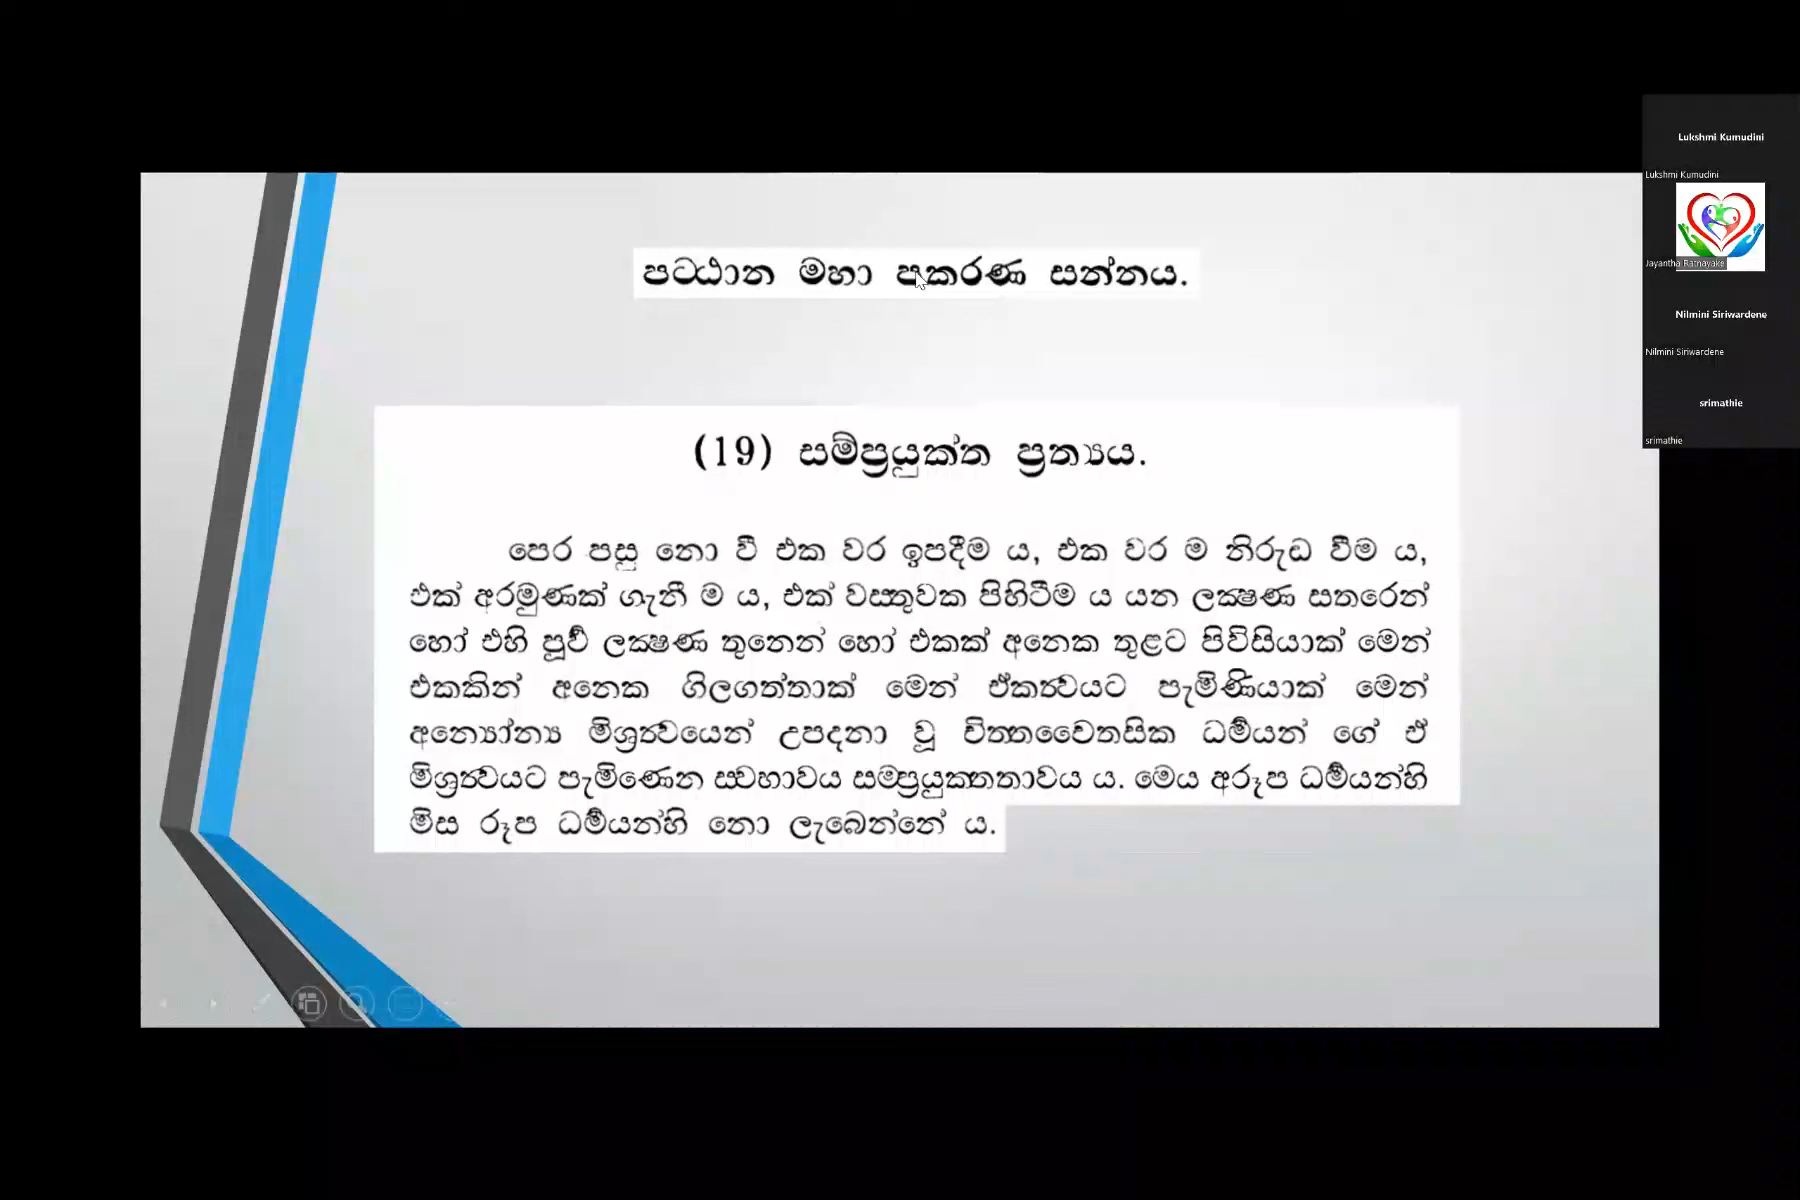 පට්ඨාන මහා පකරණ සන්නය.
(19) සම්ප්‍රයුක්ත ප්‍රත්‍යය.
පෙර පසු නො වී එක වර ඉපදීම ය, එක වර ම නිරුද්‍ධ වීම ය,
එක් අරමුණක් ගැනී ම ය, එක් වස්තුවක පිහිටීම ය යන ලක්‍ෂණ සතරෙන්
හෝ එහි පූර්‍ව ලක්‍ෂණ තුනෙන් හෝ එකක් අනෙක තුළට පිවිසියාක් මෙන්
එකකින් අනෙක ගිලගත්තාක් මෙන් ඒකත්‍වයට පැමිණියාක් මෙන්
අන්‍යෝන්‍ය මිශ්‍රත්‍වයෙන් උපදනා වූ චිත්තචෛතසික ධර්‍මයන් ගේ ඒ
මිශ්‍රත්‍වයට පැමිණෙන ස්වභාවය සම්ප්‍රයුක්තතාවය ය. මෙය අරූප ධර්‍මයන්හි
මිස රූප ධර්‍මයන්හි නො ලැබෙන්නේ ය.
Lukshmi Kumudini
Lukshmi Kumudini
Jayantha Ratnayake
Nilmini Siriwardene
Nilmini Siriwardene
srimathie
srimathie